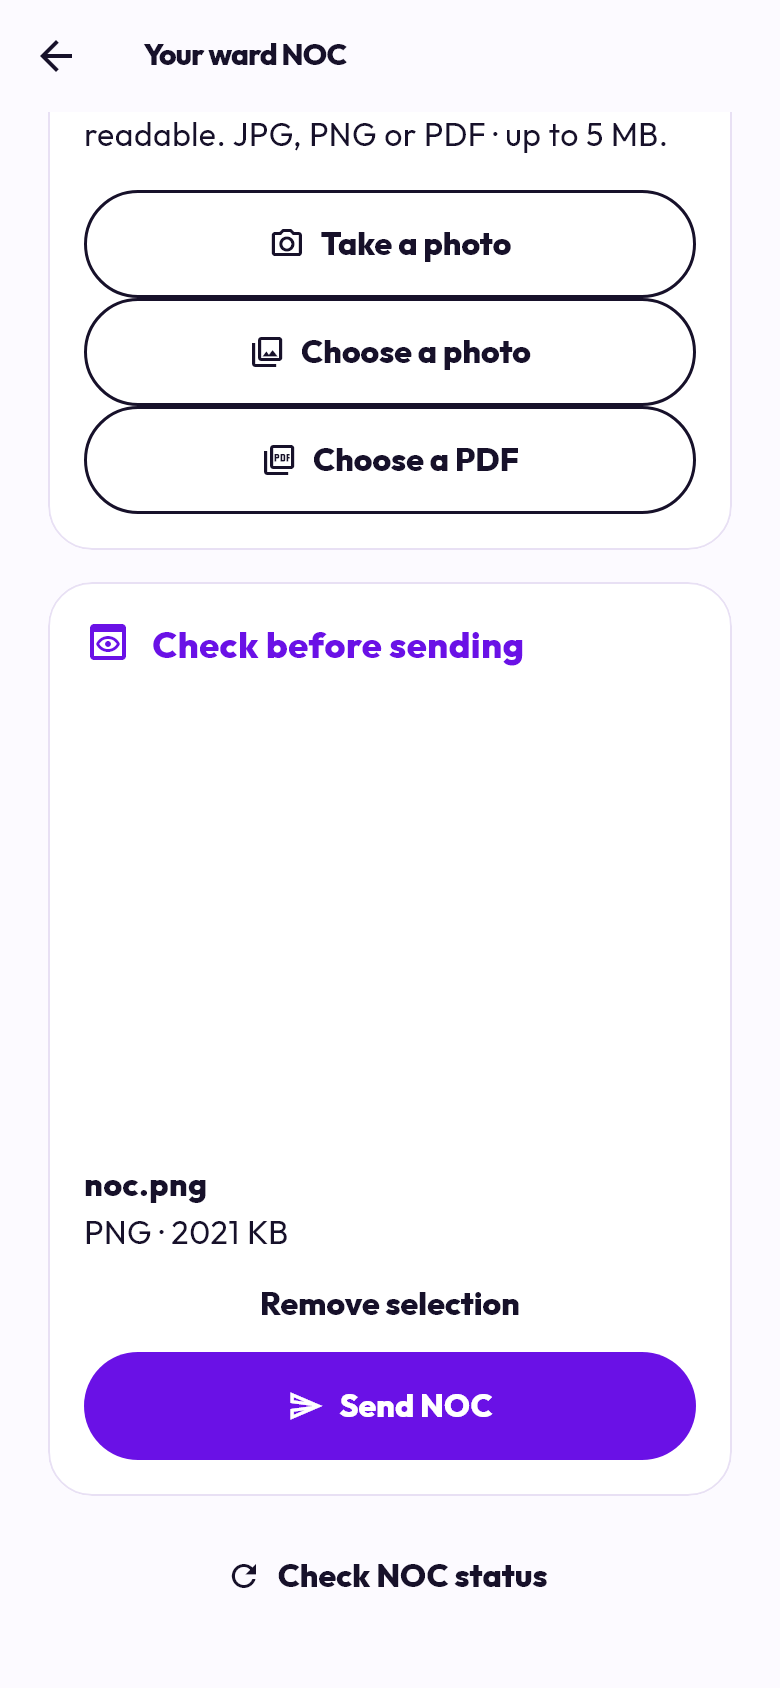 Your ward NOC
readable. JPG, PNG or PDF · up to 5 MB.
Take a photo
Choose a photo
PDF
Choose a PDF
Check before sending
noc.png
PNG · 2021 KB
Remove selection
Send NOC
Check NOC status